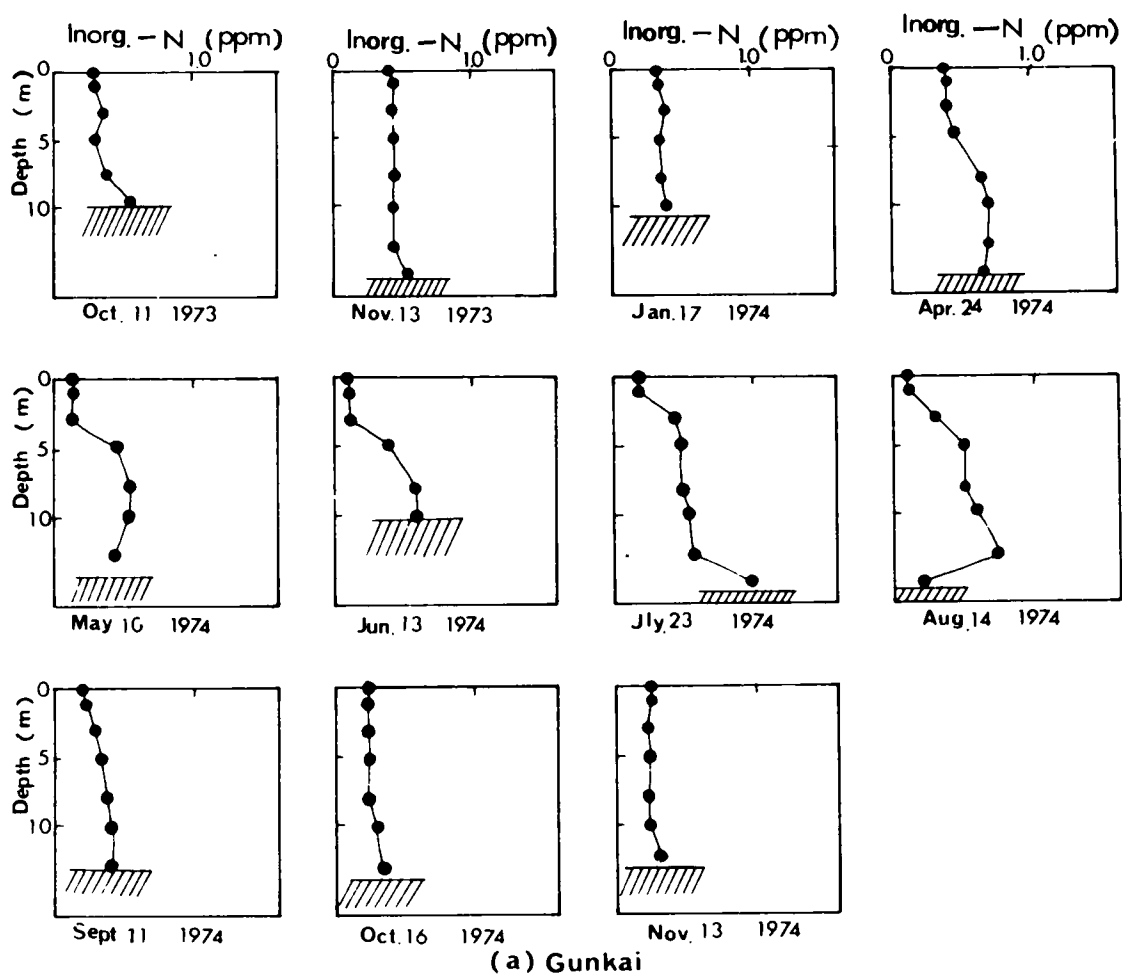 Inorg. – N (ppm) Inorg. – N (ppm) Inorg. – N (ppm) Inorg. – N (ppm)
1.0 0 1.0 0 1.0 0 1.0
0
5
10
Depth (m)
Oct. 11 1973 Nov. 13 1973 Jan. 17 1974 Apr. 24 1974
0
5
10
Depth (m)
May 16 1974 Jun. 13 1974 Jly. 23 1974 Aug. 14 1974
0
5
10
Depth (m)
Sept 11 1974 Oct. 16 1974 Nov. 13 1974
(a) Gunkai